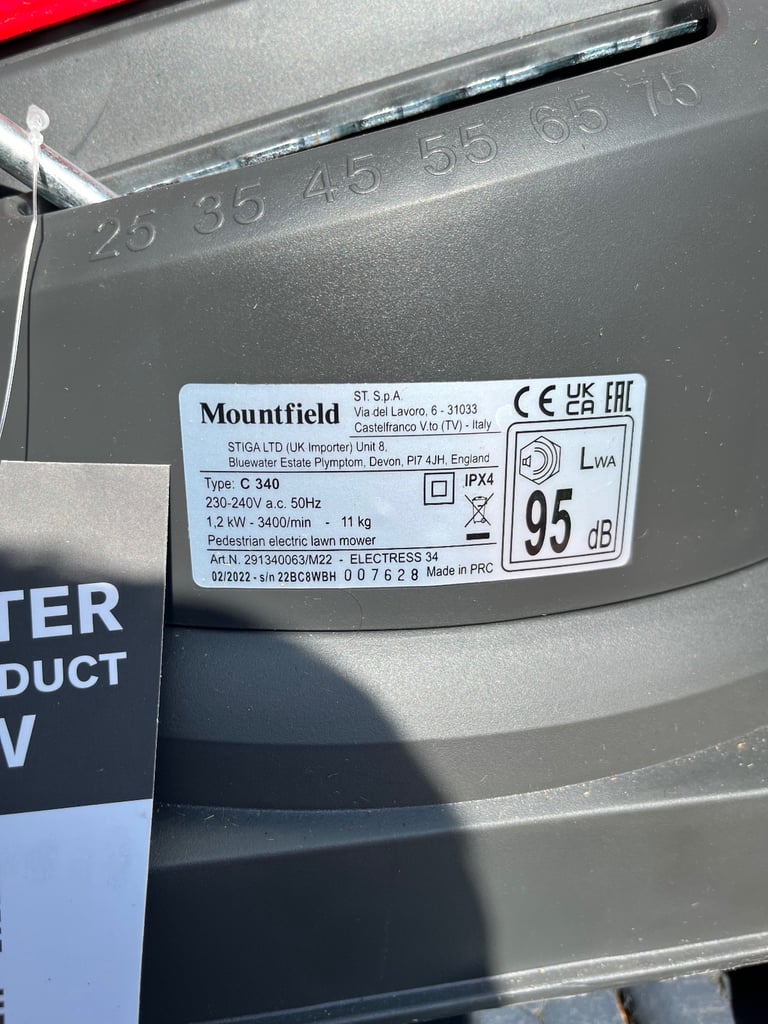 25 35 45 55 65 75
Mountfield
ST. S.p.A.
Via del Lavoro, 6 - 31033
Castelfranco V.to (TV) - Italy
CE UK CA EAC
STIGA LTD (UK Importer) Unit 8,
Bluewater Estate Plymptom, Devon, Pl7 4JH, England
Type: C 340
IPX4
230-240V a.c. 50Hz
1,2 kW - 3400/min - 11 kg
Pedestrian electric lawn mower
Art.N. 291340063/M22 - ELECTRESS 34
02/2022 - s/n 22BC8WBH 007628 Made in PRC
LWA
95 dB
TER
DUCT
W